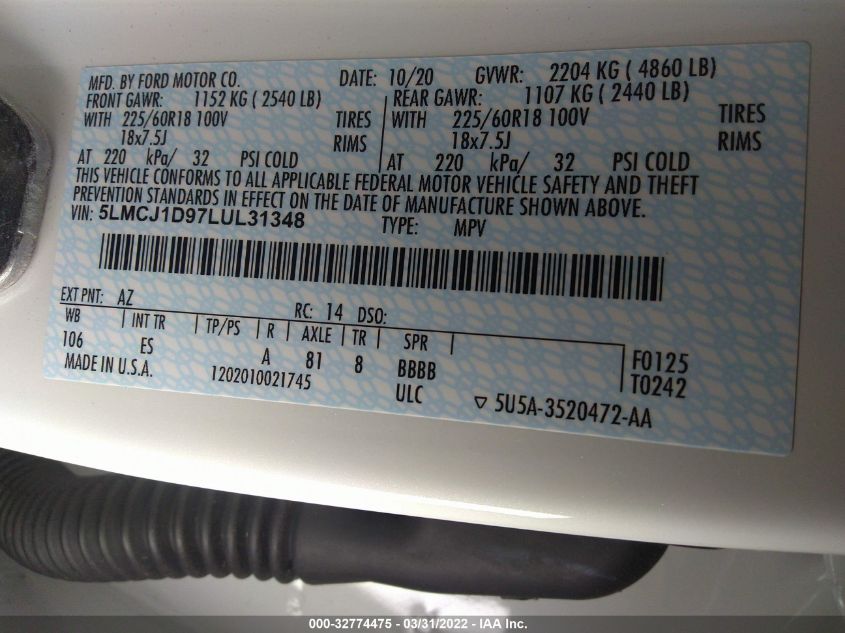 MFD. BY FORD MOTOR CO. DATE: 10/20 GVWR: 2204 KG ( 4860 LB)
FRONT GAWR: 1152 KG ( 2540 LB) REAR GAWR: 1107 KG ( 2440 LB)
WITH 225/60R18 100V TIRES WITH 225/60R18 100V TIRES
18x7.5J RIMS 18x7.5J RIMS
AT 220 kPa/ 32 PSI COLD AT 220 kPa/ 32 PSI COLD
THIS VEHICLE CONFORMS TO ALL APPLICABLE FEDERAL MOTOR VEHICLE SAFETY AND THEFT
PREVENTION STANDARDS IN EFFECT ON THE DATE OF MANUFACTURE SHOWN ABOVE.
VIN: 5LMCJ1D97LUL31348 TYPE: MPV
EXT PNT: AZ RC: 14 DSO:
WB INT TR TP/PS R AXLE TR SPR
106 ES A 81 8 BBBB F0125
MADE IN U.S.A. 1202010021745 ULC T0242
▽ 5U5A-3520472-AA
000-32774475 - 03/31/2022 - IAA Inc.